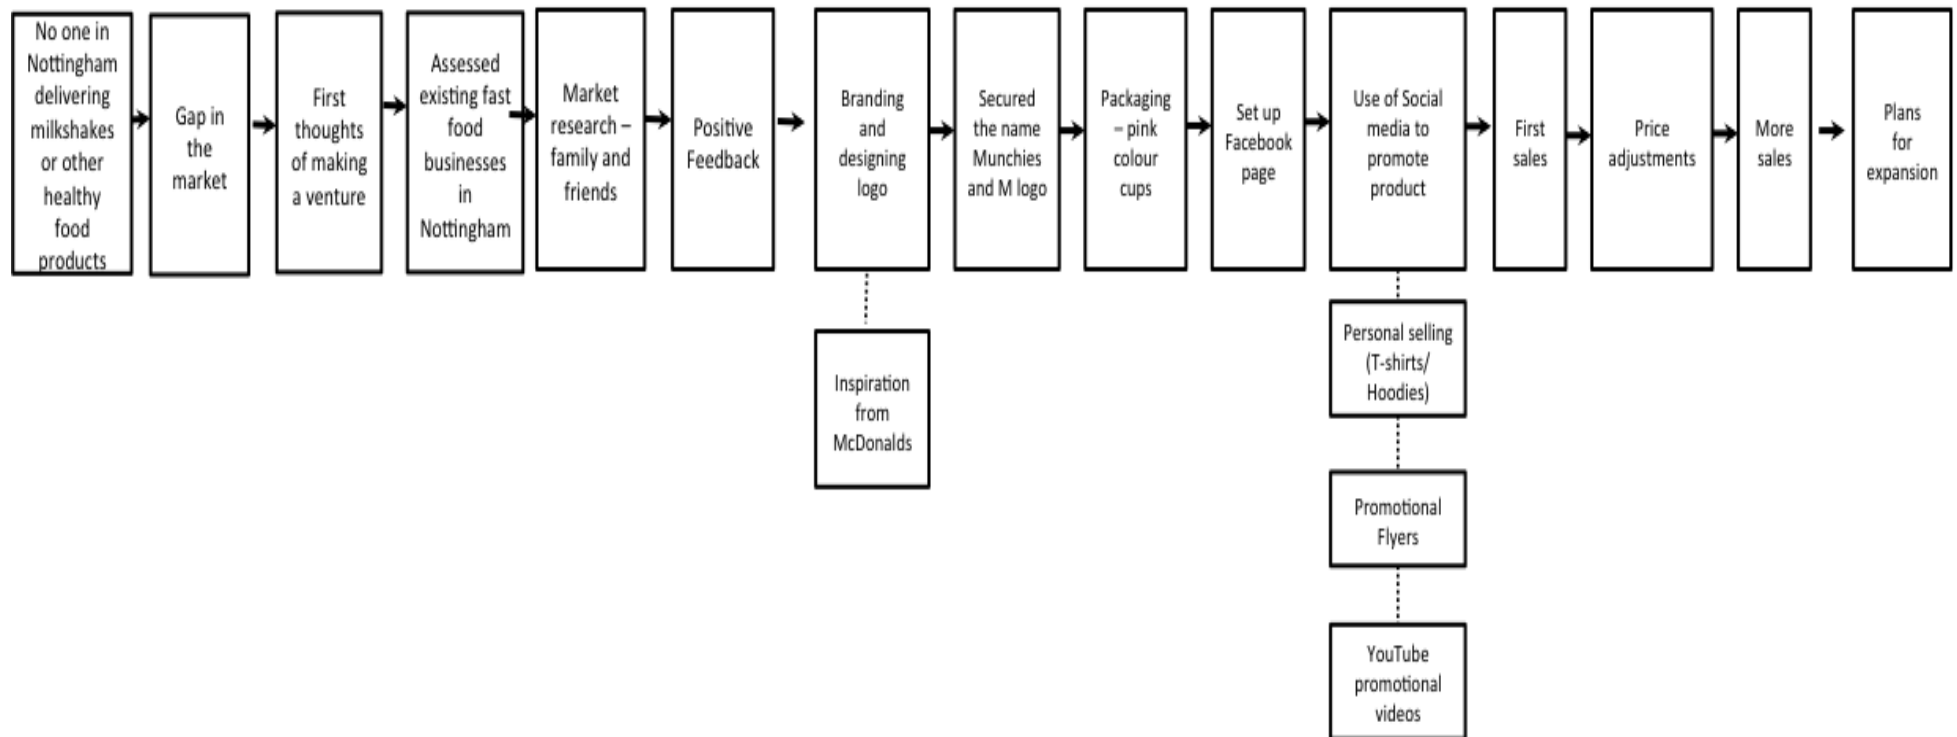 No one in
Nottingham
delivering
milkshakes
or other
healthy
food
products
Gap in
the
market
First
thoughts
of making
a venture
Assessed
existing fast
food
businesses
in
Nottingham
Market
research –
family and
friends
Positive
Feedback
Branding
and
designing
logo
Inspiration
from
McDonalds
Secured
the name
Munchies
and M logo
Packaging
– pink
colour
cups
Set up
Facebook
page
Use of Social
media to
promote
product
Personal selling
(T-shirts/
Hoodies)
Promotional
Flyers
YouTube
promotional
videos
First
sales
Price
adjustments
More
sales
Plans
for
expansion